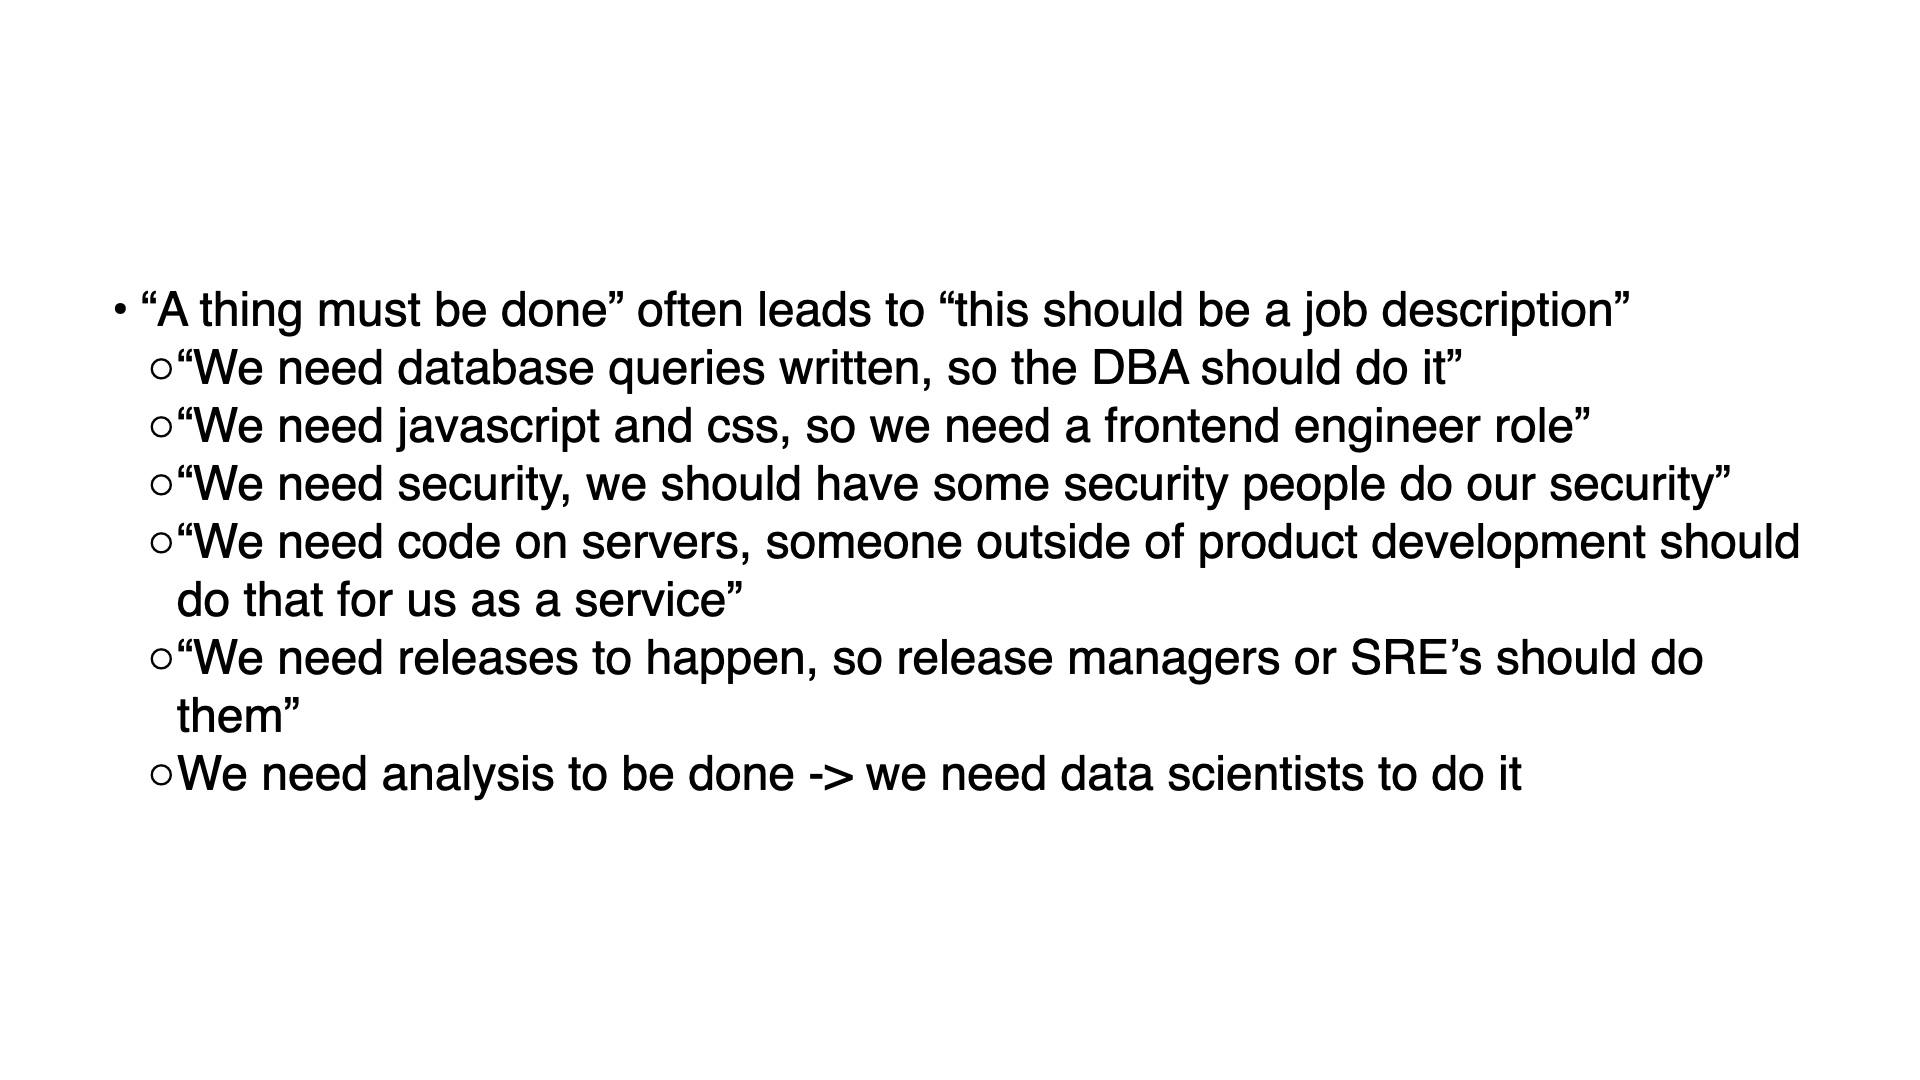 • “A thing must be done” often leads to “this should be a job description”
○“We need database queries written, so the DBA should do it”
○“We need javascript and css, so we need a frontend engineer role”
○“We need security, we should have some security people do our security”
○“We need code on servers, someone outside of product development should
do that for us as a service”
○“We need releases to happen, so release managers or SRE’s should do
them”
○We need analysis to be done -> we need data scientists to do it